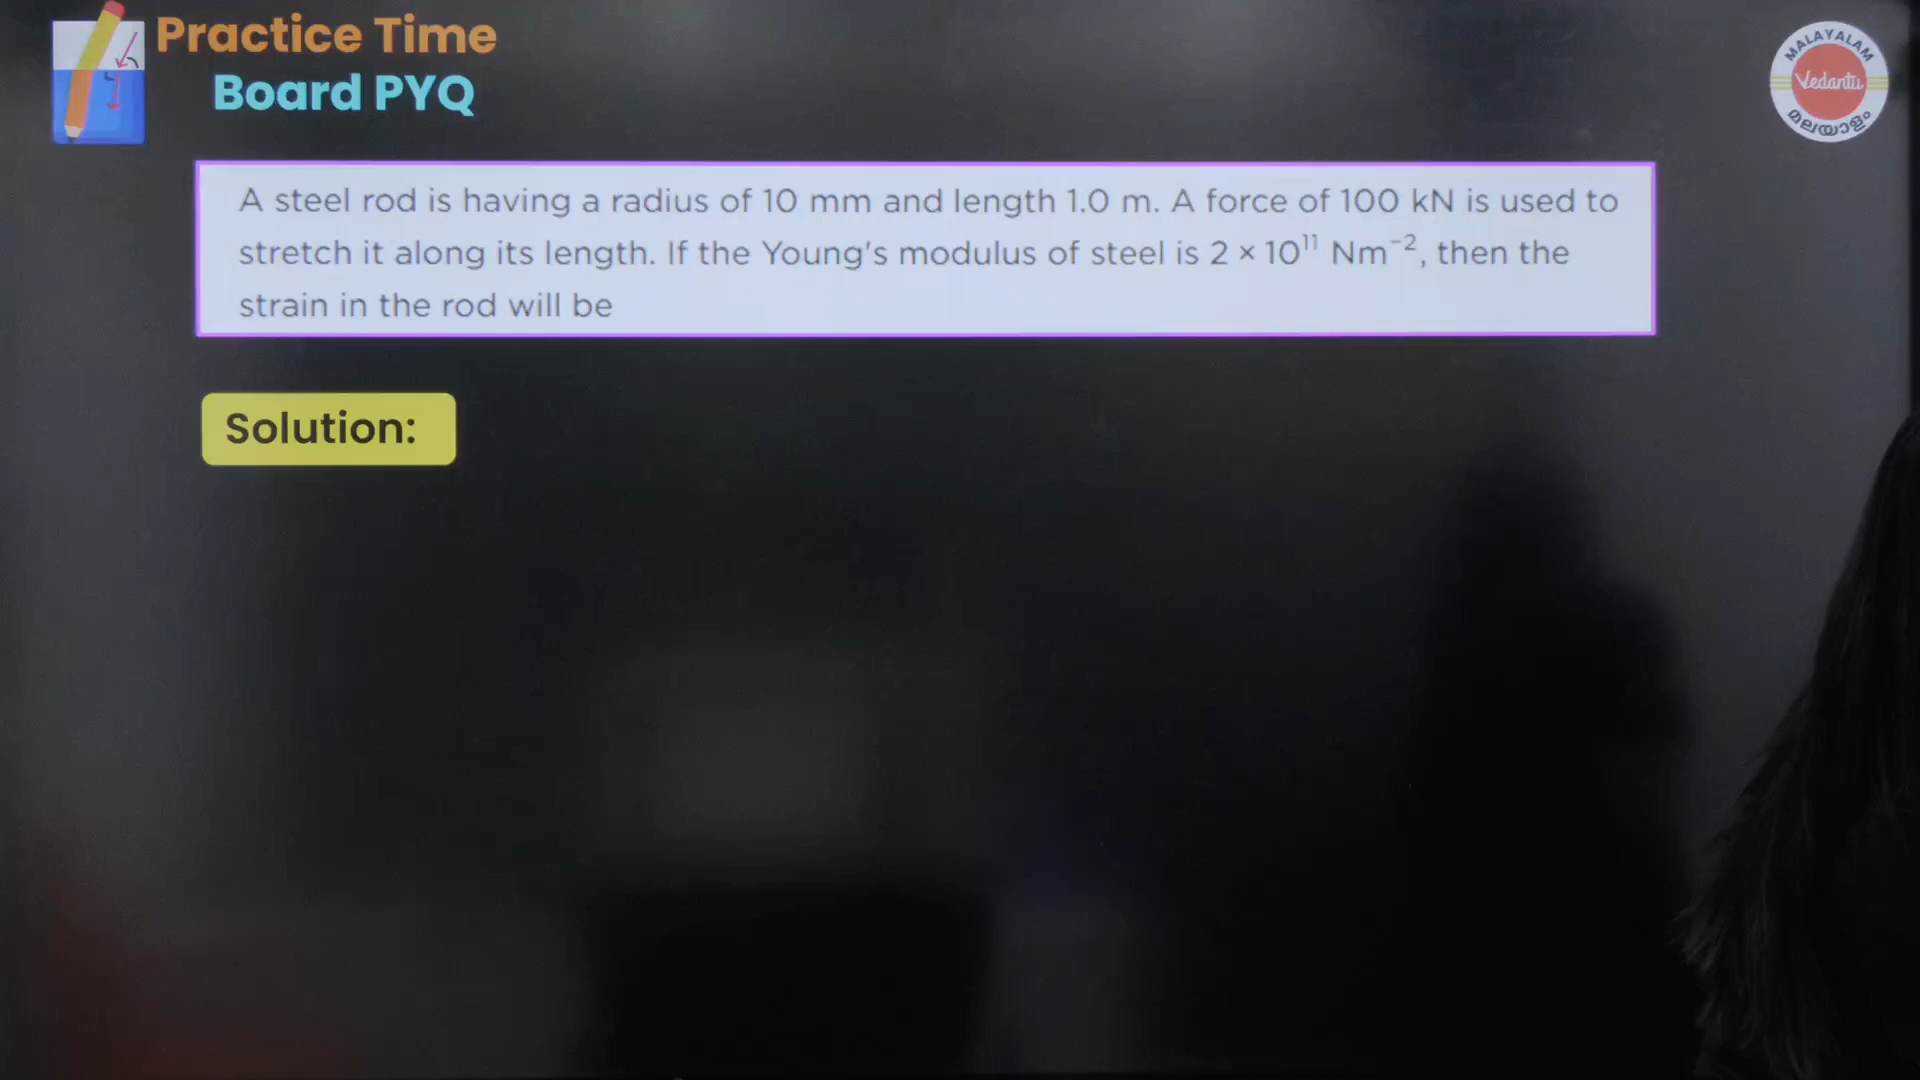 Practice Time
Board PYQ
MALAYALAM
Vedantu
മലയാളം
A steel rod is having a radius of 10 mm and length 1.0 m. A force of 100 kN is used to
stretch it along its length. If the Young's modulus of steel is 2 × 10¹¹ Nm⁻², then the
strain in the rod will be
Solution: